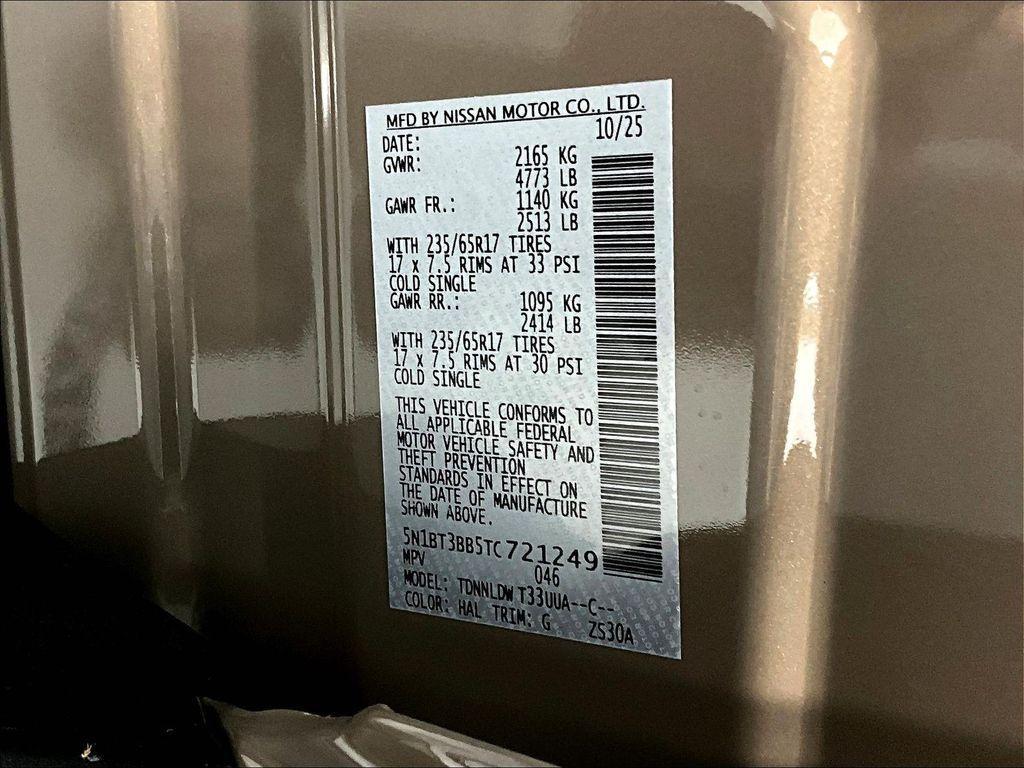 MFD BY NISSAN MOTOR CO., LTD.
DATE: 10/25
GVWR: 2165 KG
4773 LB
GAWR FR.: 1140 KG
2513 LB
WITH 235/65R17 TIRES
17 x 7.5 RIMS AT 33 PSI
COLD SINGLE
GAWR RR.: 1095 KG
2414 LB
WITH 235/65R17 TIRES
17 x 7.5 RIMS AT 30 PSI
COLD SINGLE
THIS VEHICLE CONFORMS TO
ALL APPLICABLE FEDERAL
MOTOR VEHICLE SAFETY AND
THEFT PREVENTION
STANDARDS IN EFFECT ON
THE DATE OF MANUFACTURE
SHOWN ABOVE.
5N1BT3BB5TC721249
MPV 046
MODEL: TDNNLDW T33UUA--C--
COLOR: HAL TRIM: G ZS30A